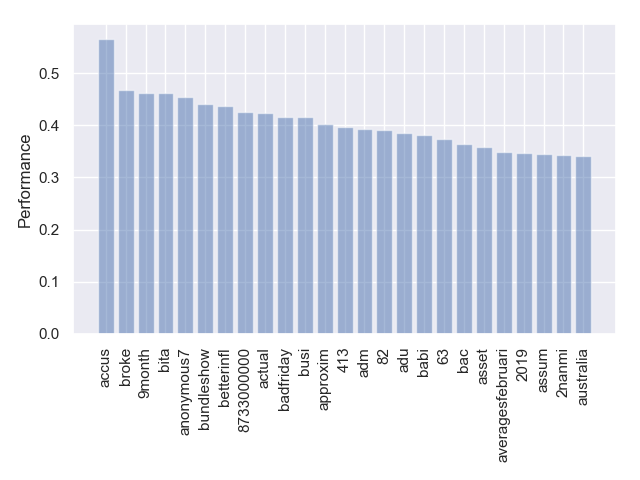 Performance
0.5
0.4
0.3
0.2
0.1
0.0
accus
broke
9month
bita
anonymous7
bundleshow
betterinfl
8733000000
actual
badfriday
busi
approxim
413
adm
82
adu
babi
63
bac
asset
averagesfebruari
2019
assum
2nanmi
australia